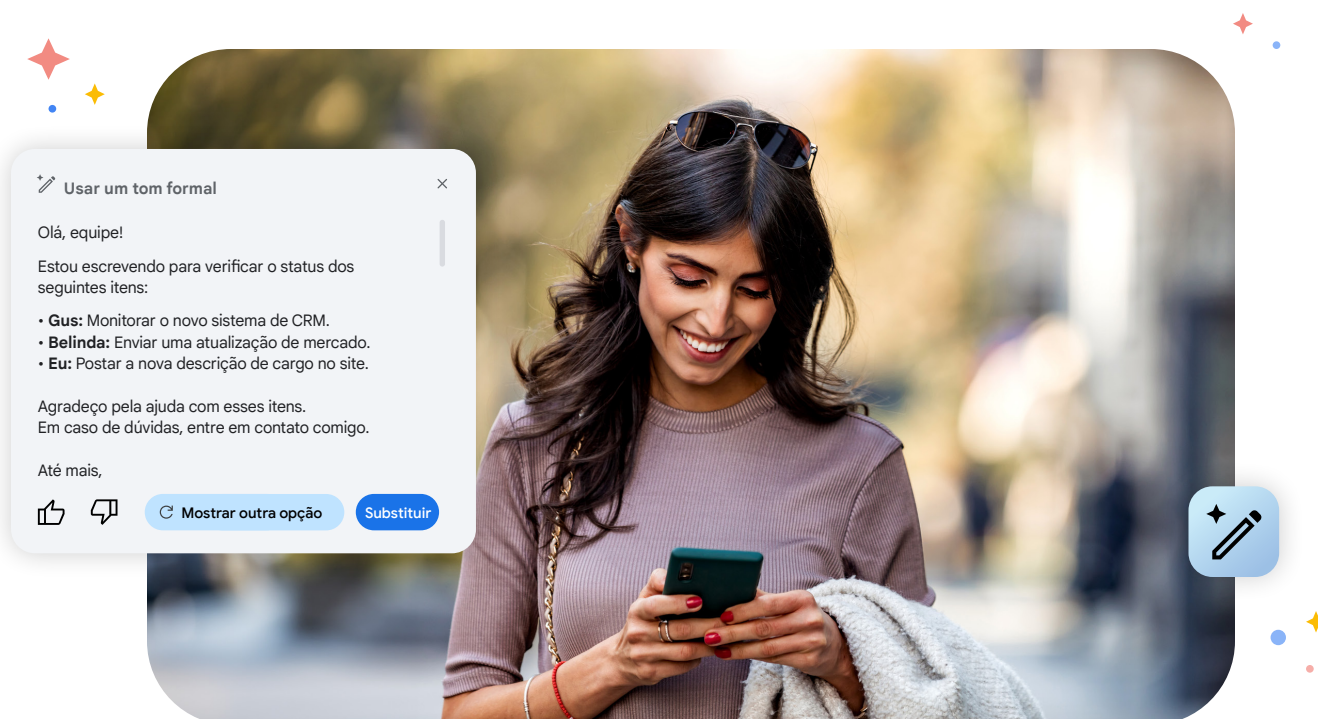 Usar um tom formal
Olá, equipe!
Estou escrevendo para verificar o status dos
seguintes itens:
• Gus: Monitorar o novo sistema de CRM.
• Belinda: Enviar uma atualização de mercado.
• Eu: Postar a nova descrição de cargo no site.
Agradeço pela ajuda com esses itens.
Em caso de dúvidas, entre em contato comigo.
Até mais,
Mostrar outra opção
Substituir